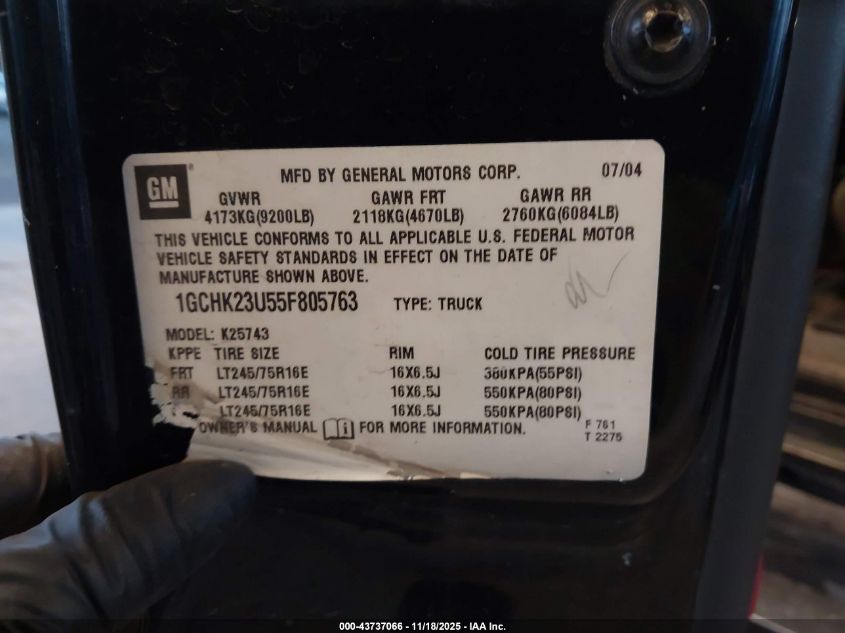 GM
MFD BY GENERAL MOTORS CORP. 07/04
GVWR GAWR FRT GAWR RR
4173KG(9200LB) 2118KG(4670LB) 2760KG(6084LB)
THIS VEHICLE CONFORMS TO ALL APPLICABLE U.S. FEDERAL MOTOR
VEHICLE SAFETY STANDARDS IN EFFECT ON THE DATE OF
MANUFACTURE SHOWN ABOVE.
1GCHK23U55F805763 TYPE: TRUCK
MODEL: K25743
KPPE TIRE SIZE RIM COLD TIRE PRESSURE
FRT LT245/75R16E 16X6.5J 380KPA(55PSI)
RR LT245/75R16E 16X6.5J 550KPA(80PSI)
LT245/75R16E 16X6.5J 550KPA(80PSI)
OWNER'S MANUAL FOR MORE INFORMATION.
F 761
T 2275
000-43737066 - 11/18/2025 - IAA Inc.